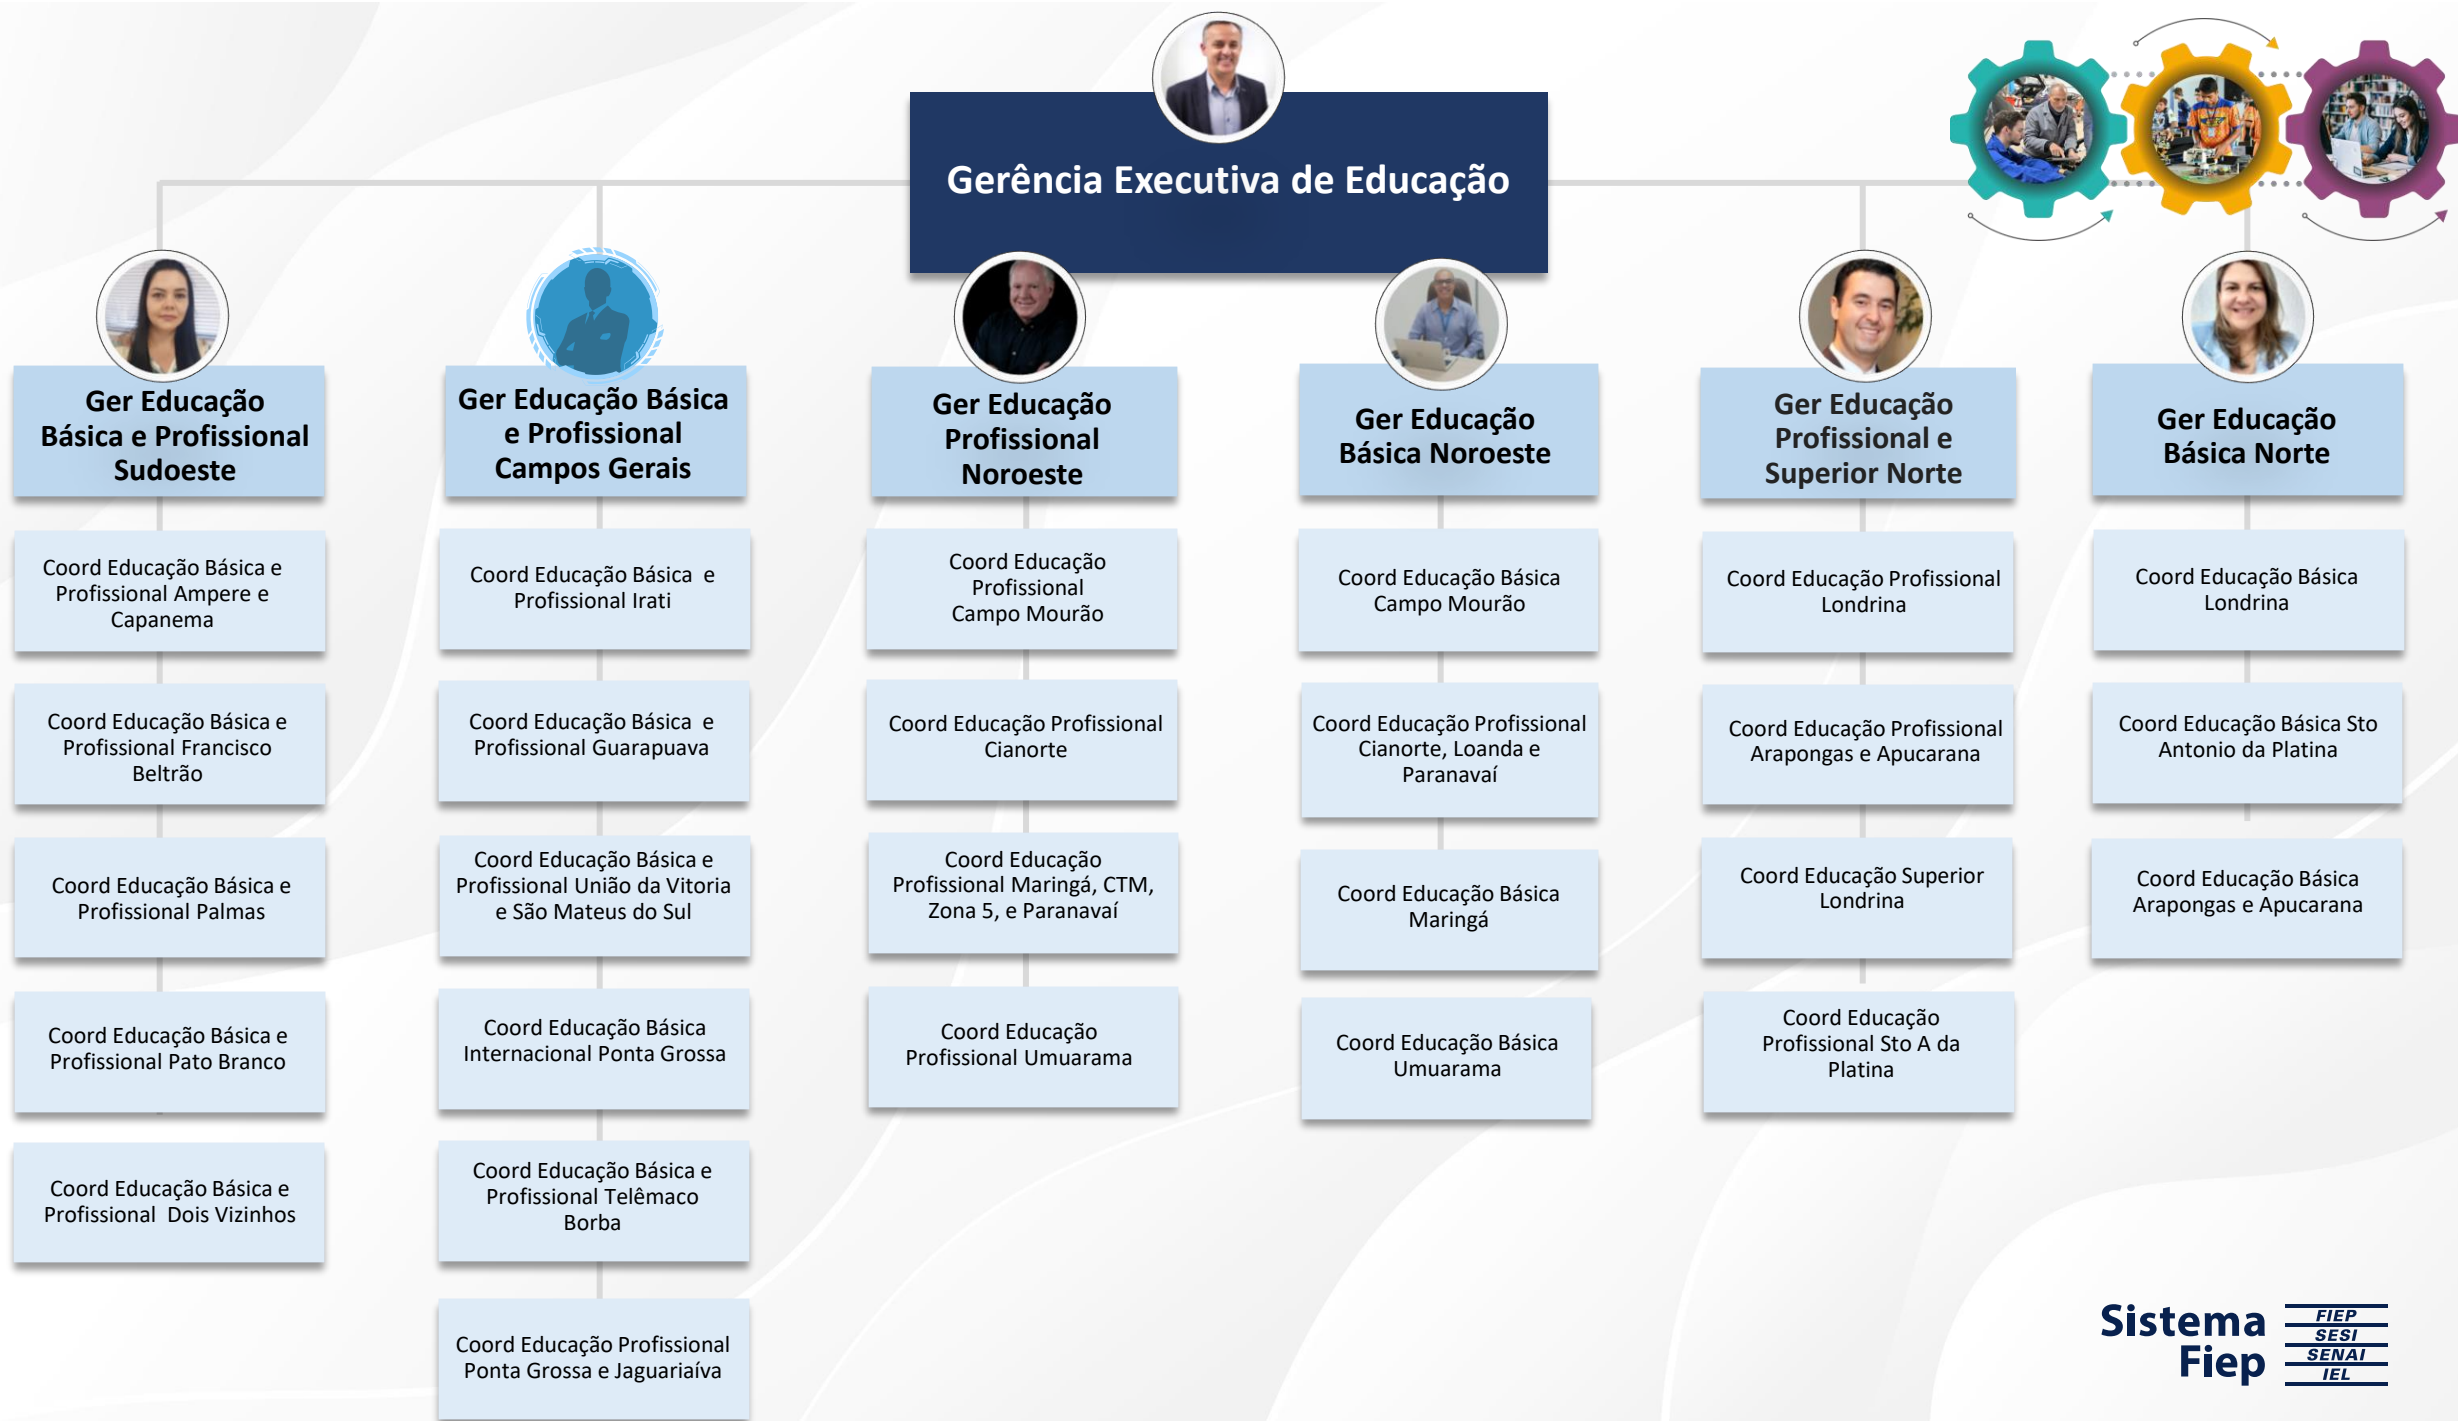 Gerência Executiva de Educação
Ger Educação
Básica e Profissional
Sudoeste
Coord Educação Básica e
Profissional Ampere e
Capanema
Coord Educação Básica e
Profissional Francisco
Beltrão
Coord Educação Básica e
Profissional Palmas
Coord Educação Básica e
Profissional Pato Branco
Coord Educação Básica e
Profissional Dois Vizinhos
Ger Educação Básica
e Profissional
Campos Gerais
Coord Educação Básica e
Profissional Irati
Coord Educação Básica e
Profissional Guarapuava
Coord Educação Básica e
Profissional União da Vitoria
e São Mateus do Sul
Coord Educação Básica
Internacional Ponta Grossa
Coord Educação Básica e
Profissional Telêmaco
Borba
Coord Educação Profissional
Ponta Grossa e Jaguariaíva
Ger Educação
Profissional
Noroeste
Coord Educação
Profissional
Campo Mourão
Coord Educação Profissional
Cianorte
Coord Educação
Profissional Maringá, CTM,
Zona 5, e Paranavaí
Coord Educação
Profissional Umuarama
Ger Educação
Básica Noroeste
Coord Educação Básica
Campo Mourão
Coord Educação Profissional
Cianorte, Loanda e
Paranavaí
Coord Educação Básica
Maringá
Coord Educação Básica
Umuarama
Ger Educação
Profissional e
Superior Norte
Coord Educação Profissional
Londrina
Coord Educação Profissional
Arapongas e Apucarana
Coord Educação Superior
Londrina
Coord Educação
Profissional Sto A da
Platina
Ger Educação
Básica Norte
Coord Educação Básica
Londrina
Coord Educação Básica Sto
Antonio da Platina
Coord Educação Básica
Arapongas e Apucarana
Sistema
Fiep
FIEP
SESI
SENAI
IEL